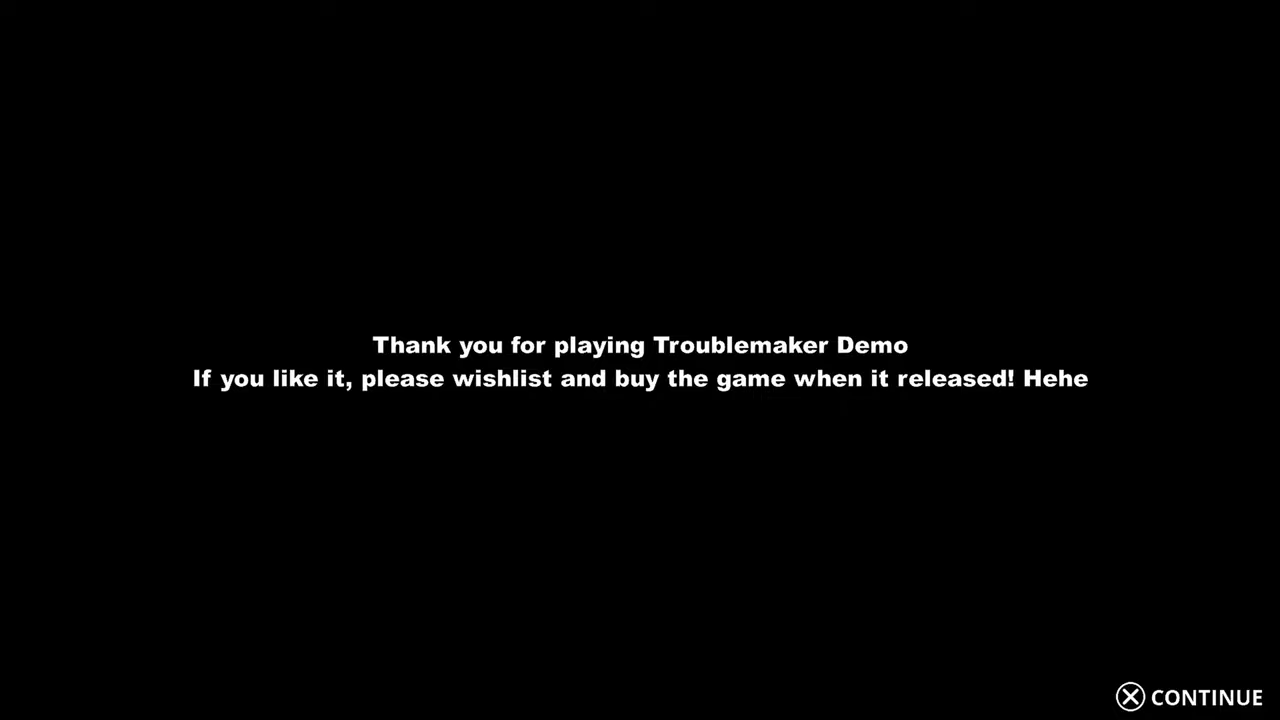 Thank you for playing Troublemaker Demo
If you like it, please wishlist and buy the game when it released! Hehe
CONTINUE